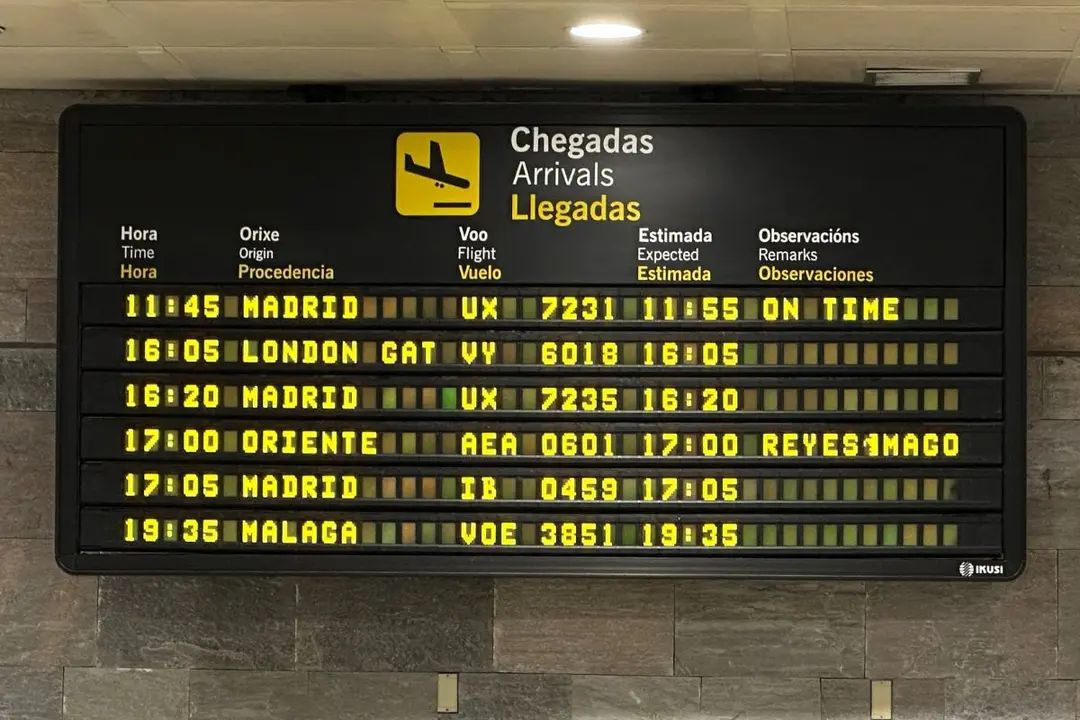 Chegadas
Arrivals
Llegadas
Hora Orixe Voo Estimada Observacións
Time Origin Flight Expected Remarks
Hora Procedencia Vuelo Estimada Observaciones
11:45 MADRID UX 7231 11:55 ON TIME
16:05 LONDON GAT VY 6018 16:05
16:20 MADRID UX 7235 16:20
17:00 ORIENTE AEA 0601 17:00 REYES MAGO
17:05 MADRID IB 0459 17:05
19:35 MALAGA VOE 3851 19:35
IKUSI